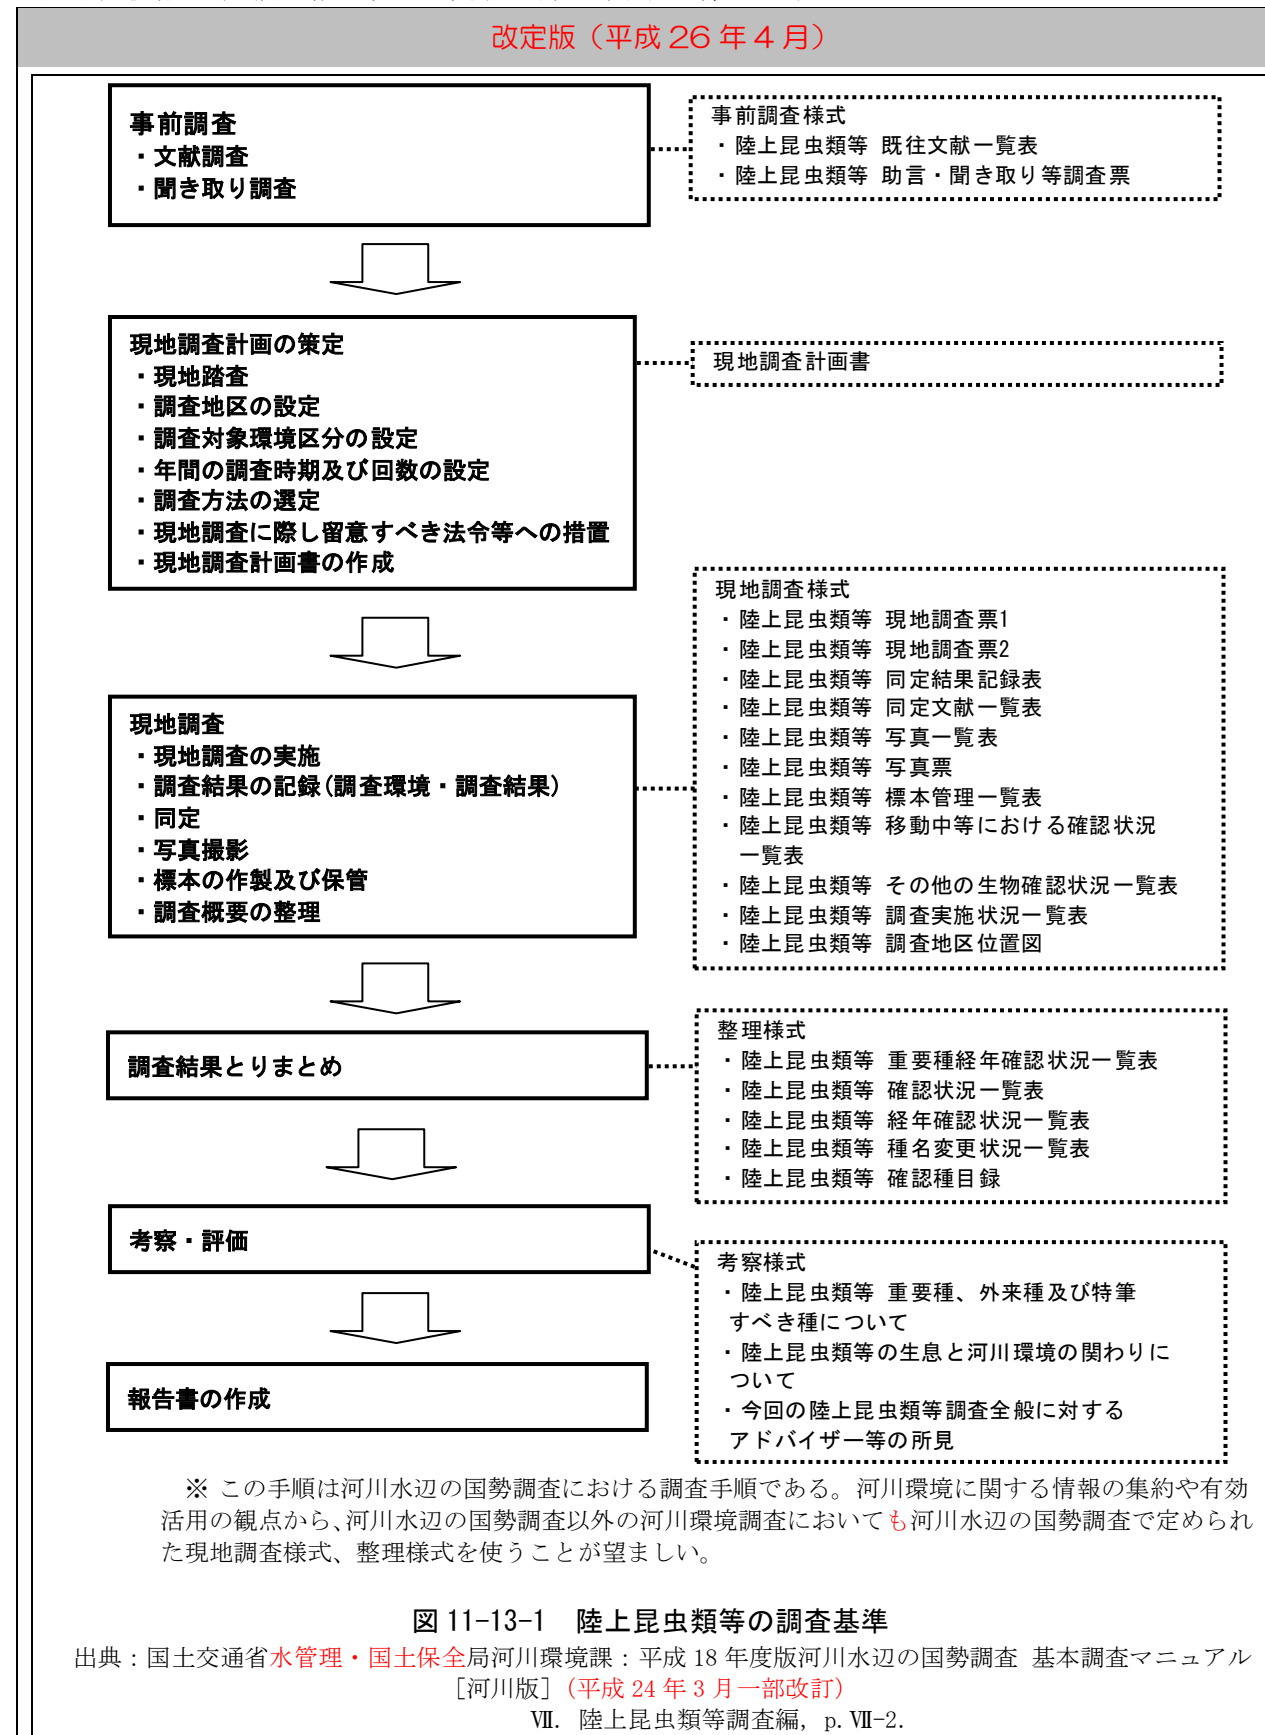 改定版（平成 26 年 4 月）
事前調査
・文献調査
・聞き取り調査
事前調査様式
・陸上昆虫類等 既往文献一覧表
・陸上昆虫類等 助言・聞き取り等調査票
現地調査計画の策定
・現地踏査
・調査地区の設定
・調査対象環境区分の設定
・年間の調査時期及び回数の設定
・調査方法の選定
・現地調査に際し留意すべき法令等への措置
・現地調査計画書の作成
現地調査計画書
現地調査
・現地調査の実施
・調査結果の記録(調査環境・調査結果)
・同定
・写真撮影
・標本の作製及び保管
・調査概要の整理
現地調査様式
・陸上昆虫類等 現地調査票1
・陸上昆虫類等 現地調査票2
・陸上昆虫類等 同定結果記録表
・陸上昆虫類等 同定文献一覧表
・陸上昆虫類等 写真一覧表
・陸上昆虫類等 写真票
・陸上昆虫類等 標本管理一覧表
・陸上昆虫類等 移動中等における確認状況
一覧表
・陸上昆虫類等 その他の生物確認状況一覧表
・陸上昆虫類等 調査実施状況一覧表
・陸上昆虫類等 調査地区位置図
調査結果とりまとめ
整理様式
・陸上昆虫類等 重要種経年確認状況一覧表
・陸上昆虫類等 確認状況一覧表
・陸上昆虫類等 経年確認状況一覧表
・陸上昆虫類等 種名変更状況一覧表
・陸上昆虫類等 確認種目録
考察・評価
考察様式
・陸上昆虫類等 重要種、外来種及び特筆
すべき種について
・陸上昆虫類等の生息と河川環境の関わりに
ついて
・今回の陸上昆虫類等調査全般に対する
アドバイザー等の所見
報告書の作成
※ この手順は河川水辺の国勢調査における調査手順である。河川環境に関する情報の集約や有効
活用の観点から、河川水辺の国勢調査以外の河川環境調査においても河川水辺の国勢調査で定められ
た現地調査様式、整理様式を使うことが望ましい。
図 11-13-1 陸上昆虫類等の調査基準
出典：国土交通省水管理・国土保全局河川環境課：平成 18 年度版河川水辺の国勢調査 基本調査マニュアル
［河川版］（平成 24 年 3 月一部改訂）
Ⅶ. 陸上昆虫類等調査編, p.Ⅶ-2.